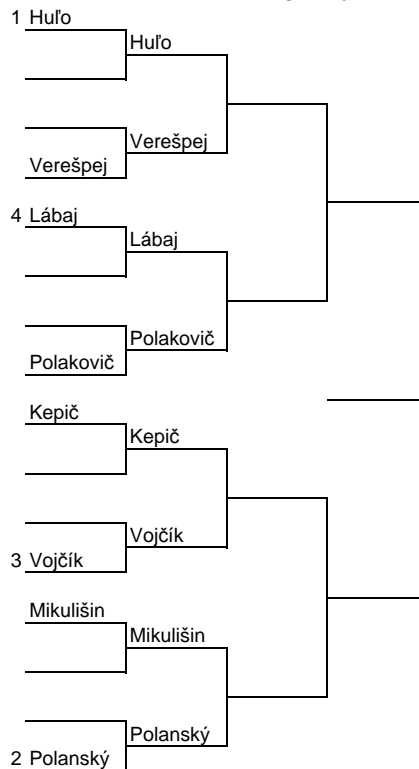 1 Huľo
Huľo
Verešpej
Verešpej
4 Lábaj
Lábaj
Polakovič
Polakovič
Kepič
Kepič
Vojčík
3 Vojčík
Mikulišin
Mikulišin
Polanský
2 Polanský